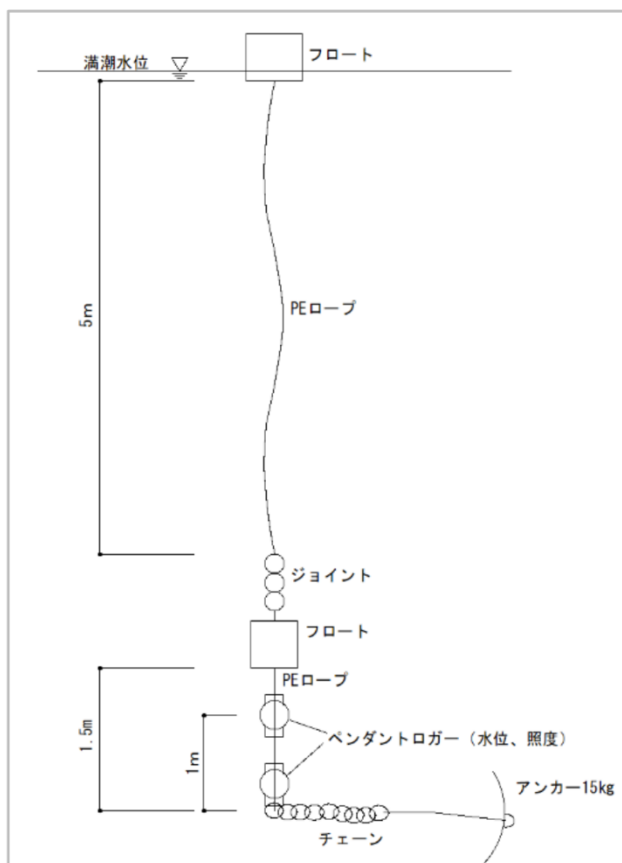 フロート
満潮水位
5m
PEロープ
ジョイント
フロート
PEロープ
1.5m
1m
ペンダントロガー（水位、照度）
アンカー15kg
チェーン